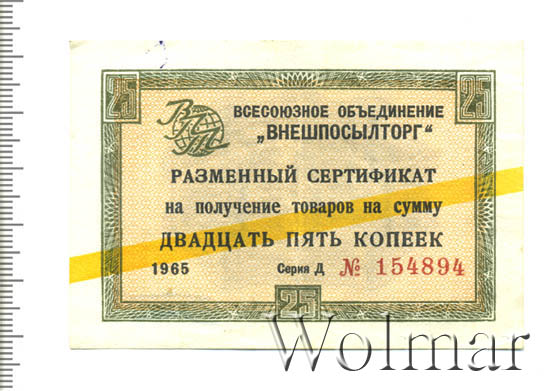 25 25
ВСЕСОЮЗНОЕ ОБЪЕДИНЕНИЕ
„ВНЕШПОСЫЛТОРГ“
РАЗМЕННЫЙ СЕРТИФИКАТ
на получение товаров на сумму
ДВАДЦАТЬ ПЯТЬ КОПЕЕК
1965 Серия Д № 154894
25
Wolmar